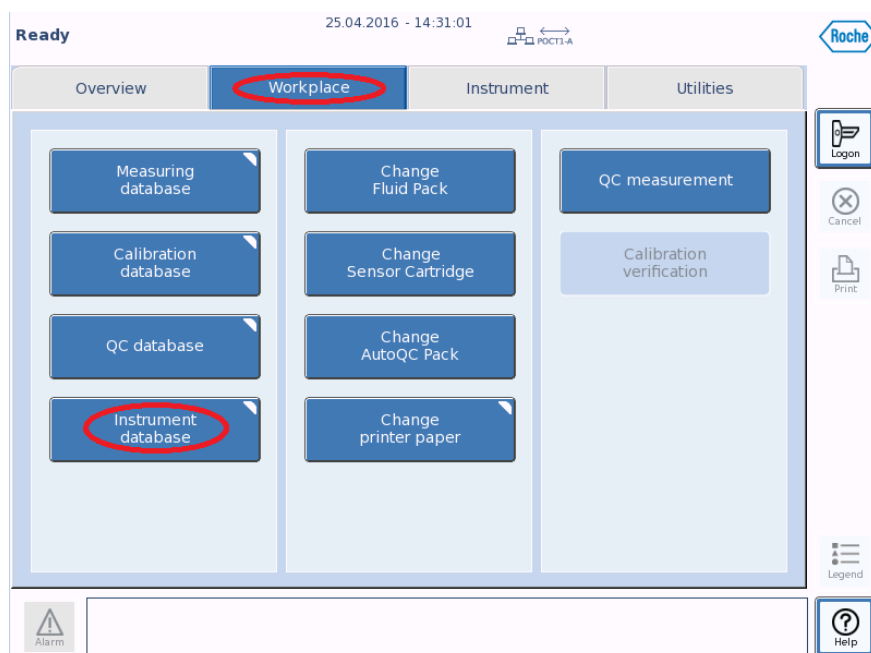 Ready
25.04.2016 - 14:31:01
POCT1-A
Roche
Overview
Workplace
Instrument
Utilities
Measuring
database
Calibration
database
QC database
Instrument
database
Change
Fluid Pack
Change
Sensor Cartridge
Change
AutoQC Pack
Change
printer paper
QC measurement
Calibration
verification
Logon
Cancel
Print
Legend
Alarm
Help